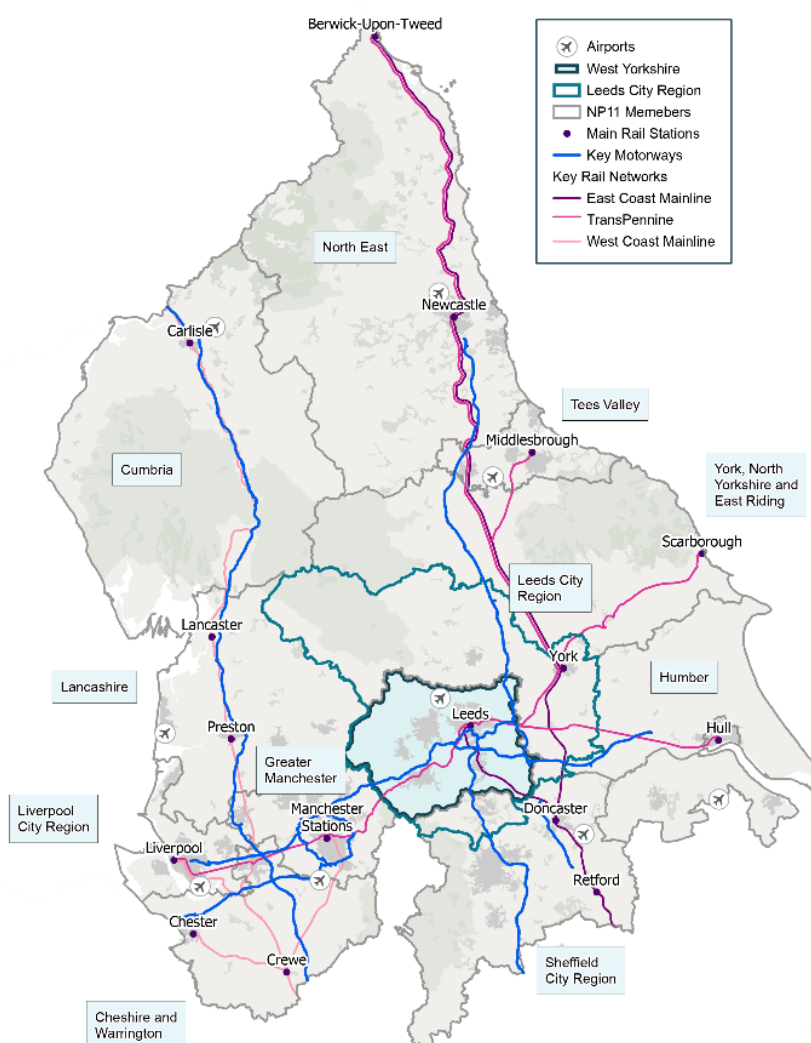 Berwick-Upon-Tweed
Airports
West Yorkshire
Leeds City Region
NP11 Memebers
Main Rail Stations
Key Motorways
Key Rail Networks
East Coast Mainline
TransPennine
West Coast Mainline
North East
Newcastle
Carlisle
Tees Valley
Middlesbrough
Cumbria
York, North
Yorkshire and
East Riding
Scarborough
Leeds City
Region
Lancaster
York
Lancashire
Humber
Leeds
Preston
Hull
Greater
Manchester
Liverpool
City Region
Manchester
Stations
Doncaster
Liverpool
Retford
Chester
Crewe
Sheffield
City Region
Cheshire and
Warrington